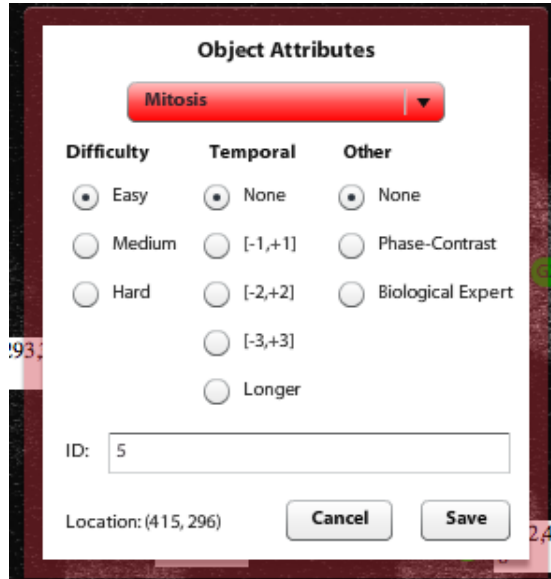 Object Attributes
Mitosis
Difficulty Temporal Other
Easy None None
Medium [-1,+1] Phase-Contrast
Hard [-2,+2] Biological Expert
[-3,+3]
Longer
ID: 5
Location: (415, 296) Cancel Save